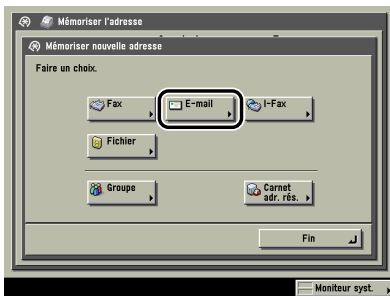 Mémoriser l'adresse
Mémoriser nouvelle adresse
Faire un choix.
Fax
E-mail
I-Fax
Fichier
Groupe
Carnet
adr. rés.
Fin
Moniteur syst.